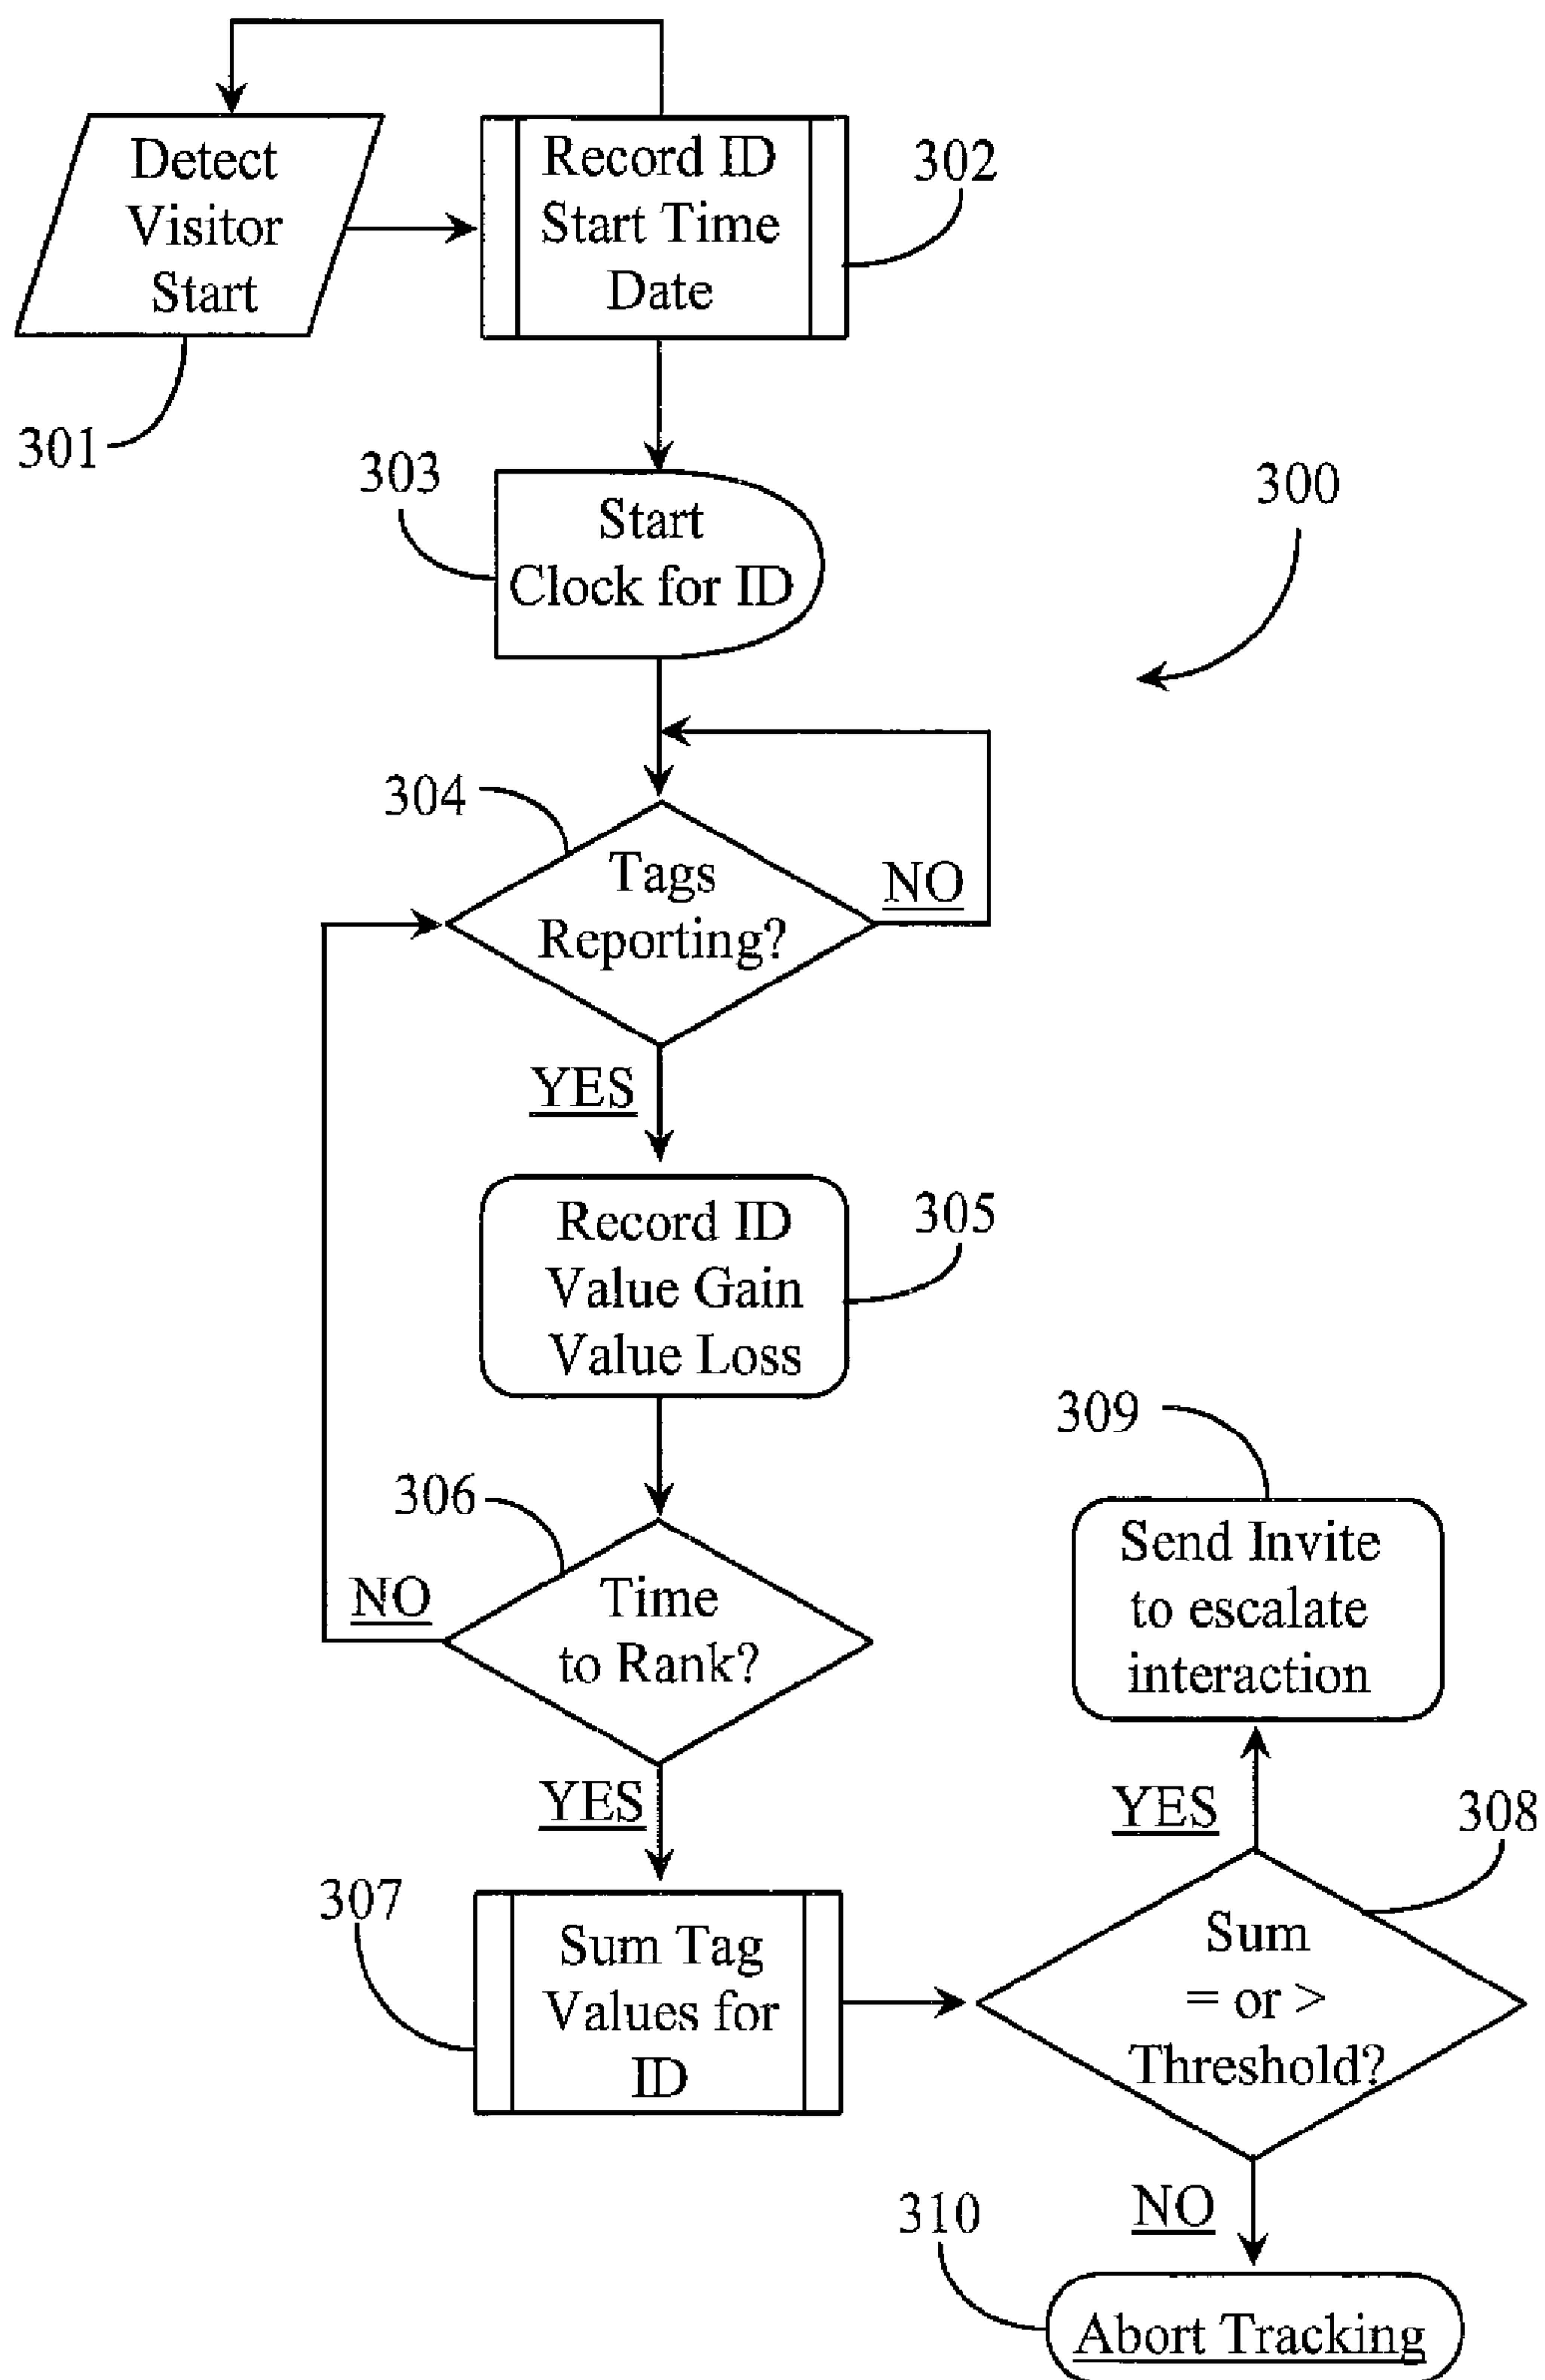 Detect
Visitor
Start
301
Record ID
Start Time
Date
302
303
Start
Clock for ID
300
304
Tags
Reporting?
NO
YES
Record ID
Value Gain
Value Loss
305
306
Time
to Rank?
NO
YES
307
Sum Tag
Values for
ID
308
Sum
= or >
Threshold?
YES
309
Send Invite
to escalate
interaction
NO
310
Abort Tracking